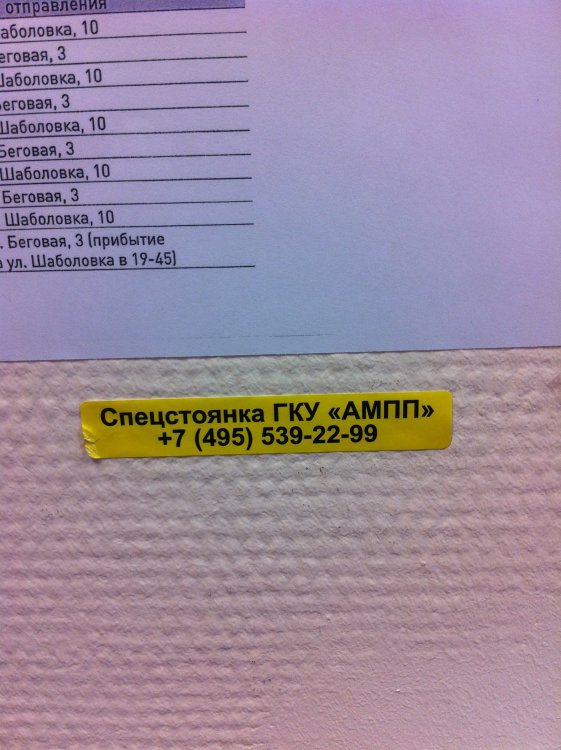 отправления
аболовка, 10
еговая, 3
Шаболовка, 10
Беговая, 3
Шаболовка, 10
Беговая, 3
Шаболовка, 10
Беговая, 3
Шаболовка, 10
. Беговая, 3 (прибытие
а ул. Шаболовка в 19-45)
Спецстоянка ГКУ «АМПП»
+7 (495) 539-22-99